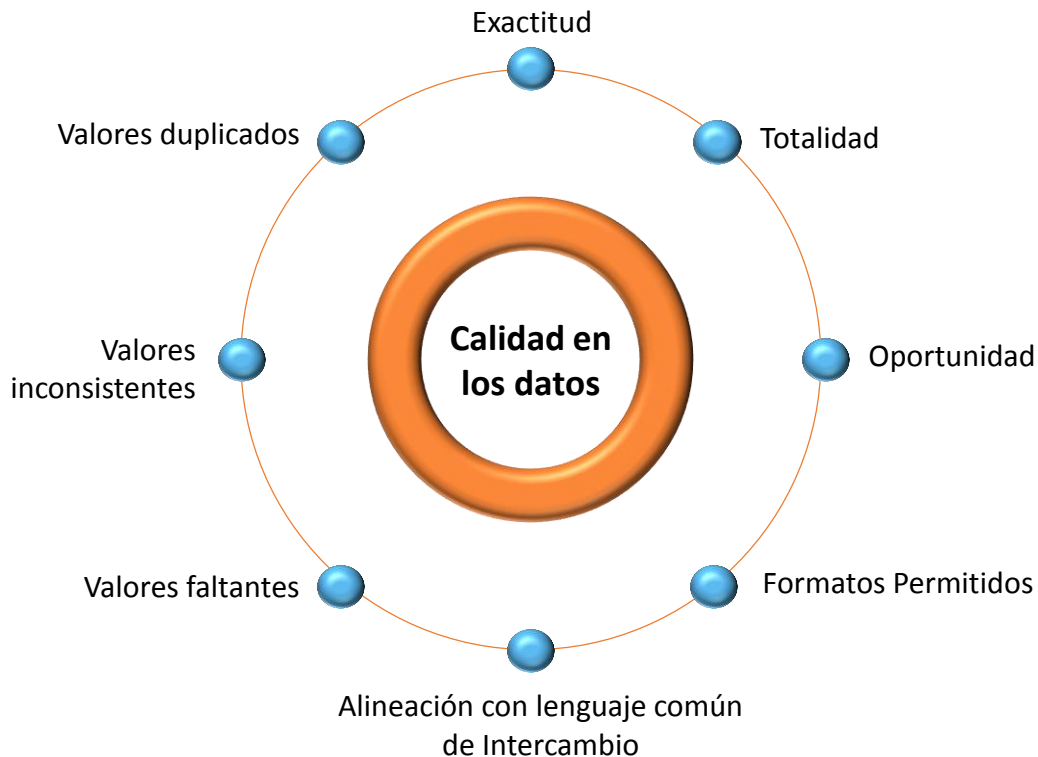 Exactitud
Totalidad
Oportunidad
Formatos Permitidos
Alineación con lenguaje común
de Intercambio
Valores faltantes
Valores
inconsistentes
Valores duplicados
Calidad en
los datos